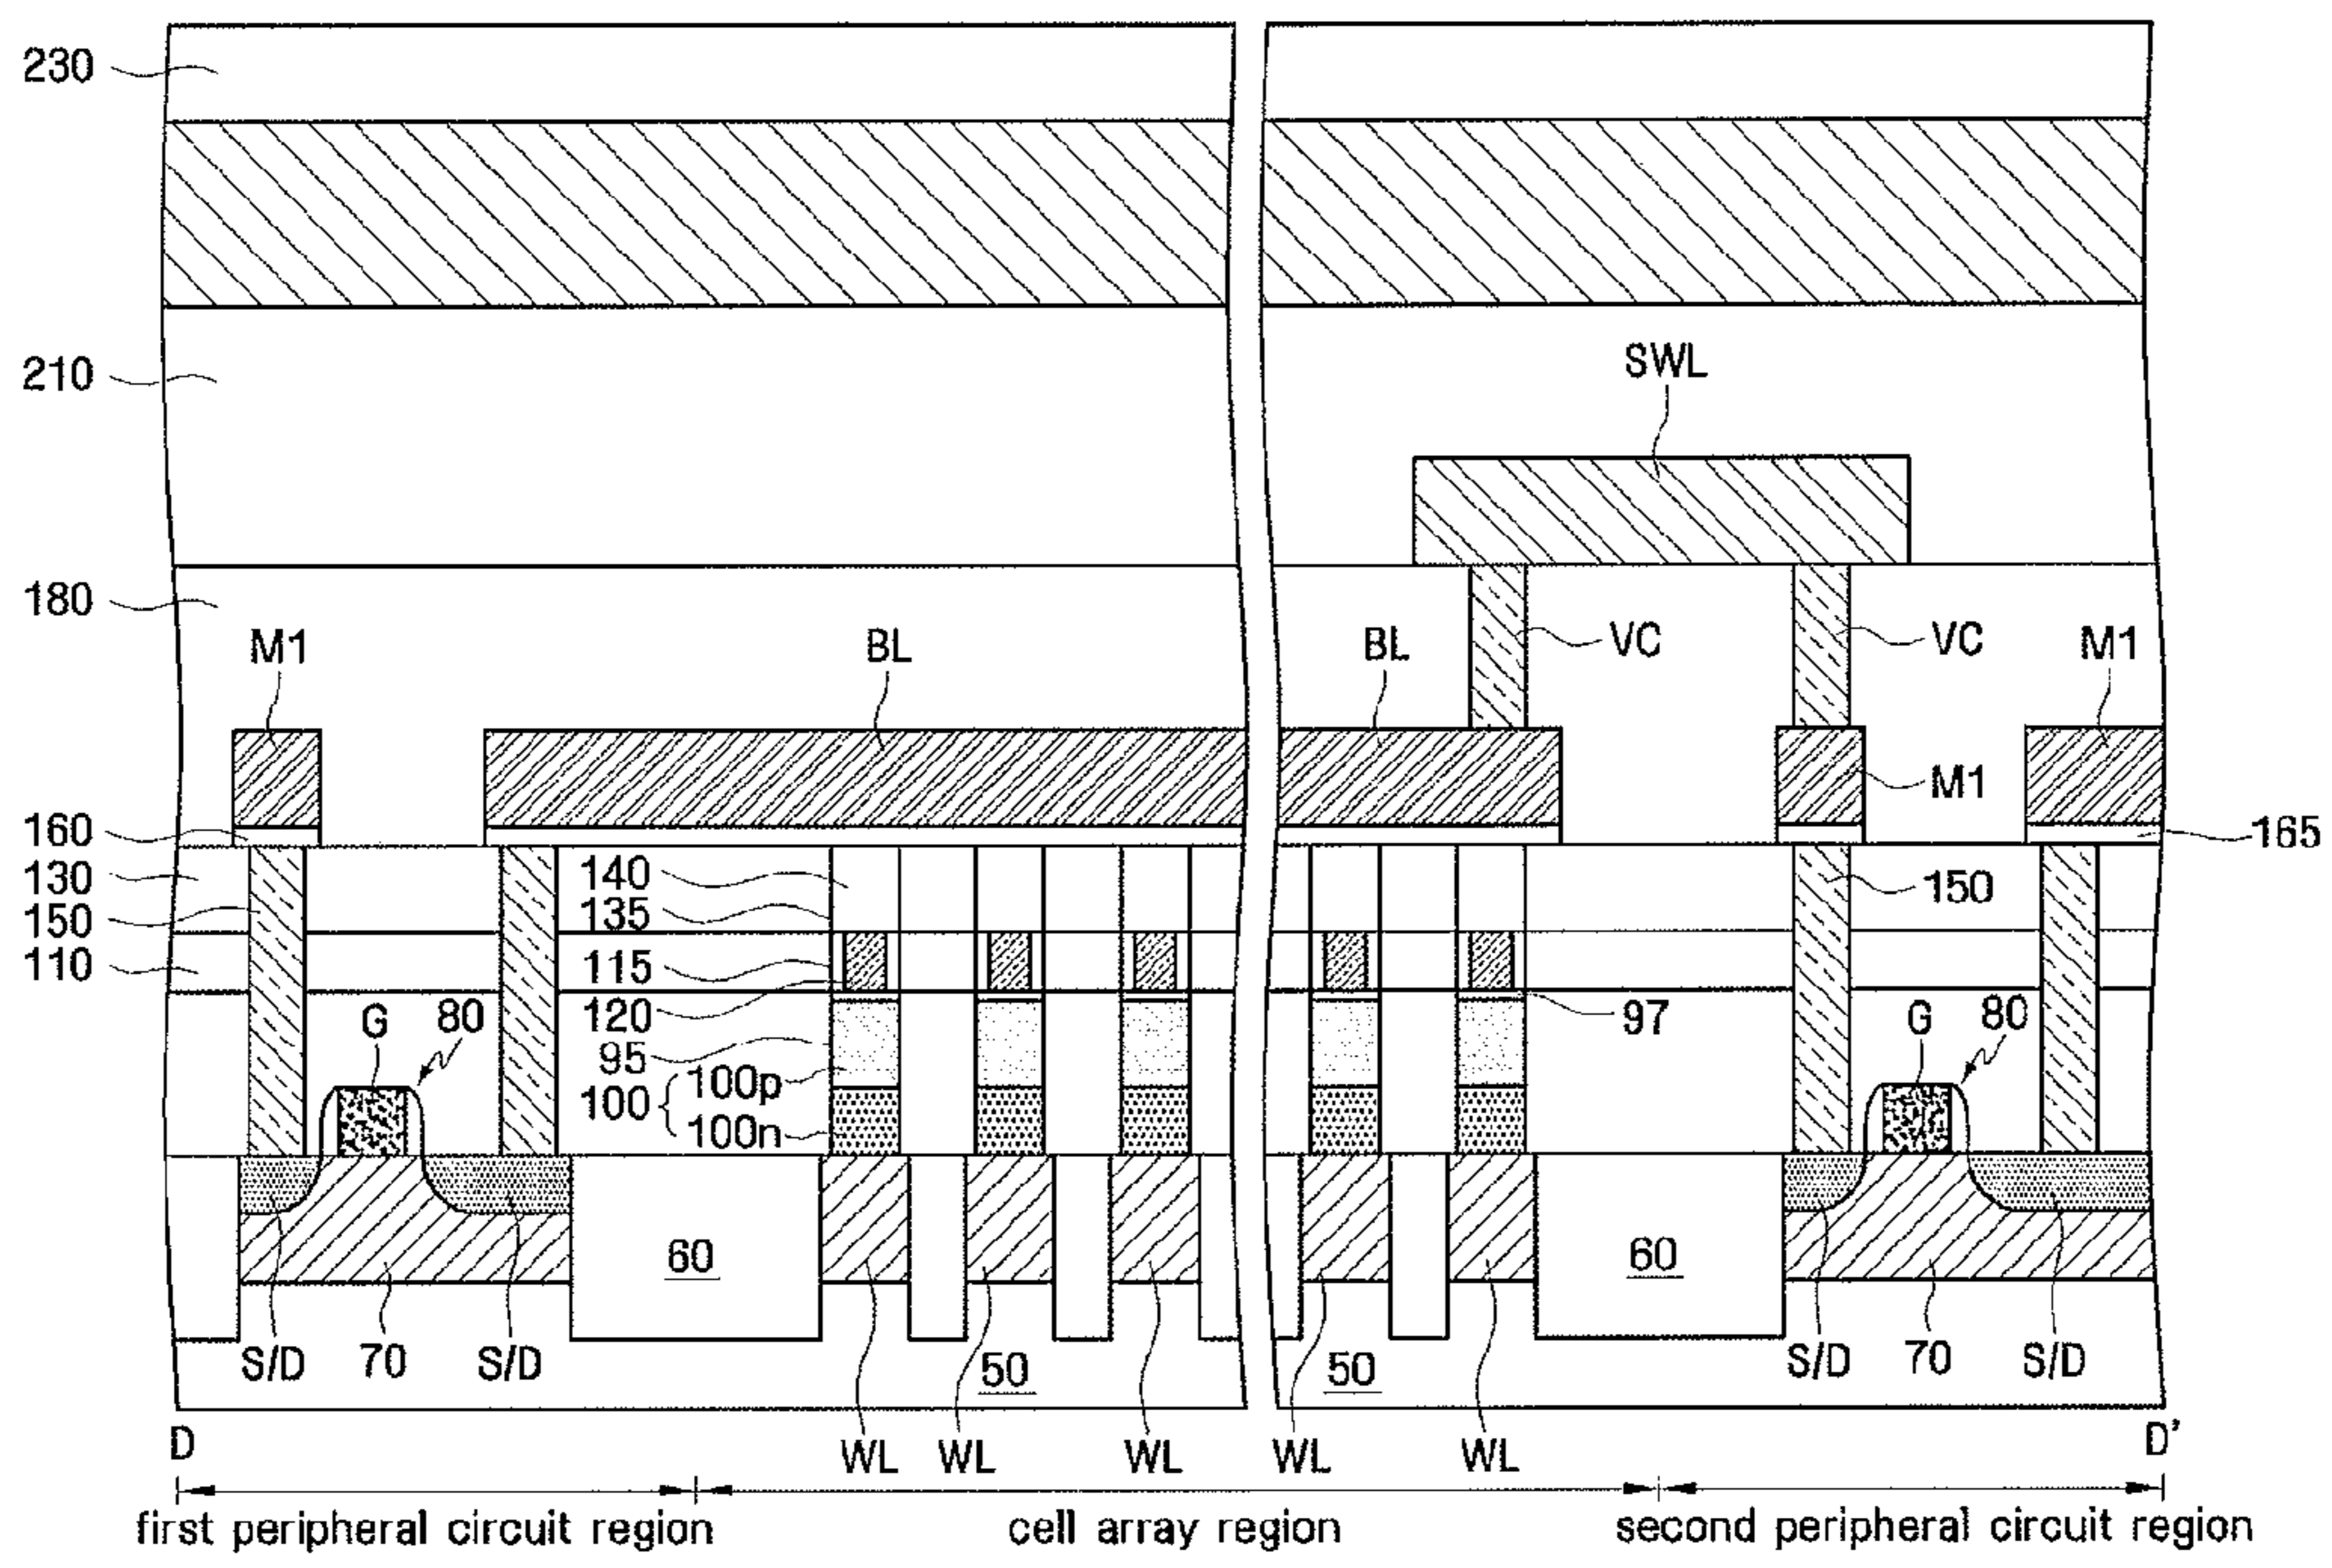 230
210
SWL
180
M1
BL
BL
VC
VC
M1
M1
160
165
130
140
150
150
135
110
115
120
G
80
97
G
80
95
100p
100
100n
60
60
S/D
70
S/D
50
50
S/D
70
S/D
D
WL
WL
WL
WL
WL
D'
first peripheral circuit region
cell array region
second peripheral circuit region